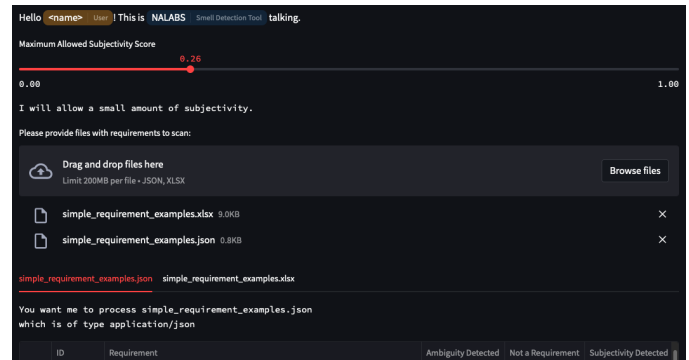 Hello <name> User ! This is NALABS Smell Detection Tool talking.
Maximum Allowed Subjectivity Score
0.26
0.00 1.00
I will allow a small amount of subjectivity.
Please provide files with requirements to scan:
Drag and drop files here
Limit 200MB per file • JSON, XLSX
Browse files
simple_requirement_examples.xlsx 9.0KB
simple_requirement_examples.json 0.8KB
simple_requirement_examples.json simple_requirement_examples.xlsx
You want me to process simple_requirement_examples.json
which is of type application/json
ID Requirement Ambiguity Detected Not a Requirement Subjectivity Detected